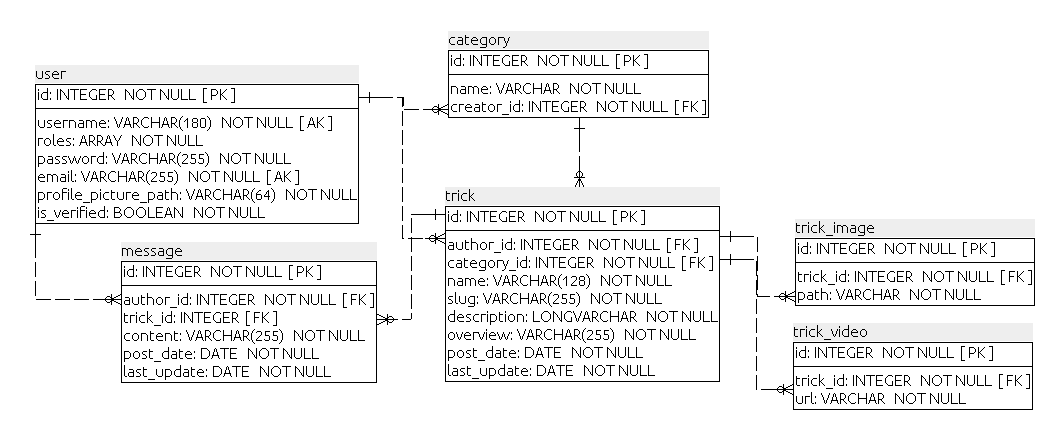 category
id: INTEGER NOT NULL [ PK ]
name: VARCHAR NOT NULL
creator_id: INTEGER NOT NULL [ FK ]
user
id: INTEGER NOT NULL [ PK ]
username: VARCHAR(180) NOT NULL [ AK ]
roles: ARRAY NOT NULL
password: VARCHAR(255) NOT NULL
email: VARCHAR(255) NOT NULL [ AK ]
profile_picture_path: VARCHAR(64) NOT NULL
is_verified: BOOLEAN NOT NULL
trick
id: INTEGER NOT NULL [ PK ]
author_id: INTEGER NOT NULL [ FK ]
category_id: INTEGER NOT NULL [ FK ]
name: VARCHAR(128) NOT NULL
slug: VARCHAR(255) NOT NULL
description: LONGVARCHAR NOT NULL
overview: VARCHAR(255) NOT NULL
post_date: DATE NOT NULL
last_update: DATE NOT NULL
message
id: INTEGER NOT NULL [ PK ]
author_id: INTEGER NOT NULL [ FK ]
trick_id: INTEGER [ FK ]
content: VARCHAR(255) NOT NULL
post_date: DATE NOT NULL
last_update: DATE NOT NULL
trick_image
id: INTEGER NOT NULL [ PK ]
trick_id: INTEGER NOT NULL [ FK ]
path: VARCHAR NOT NULL
trick_video
id: INTEGER NOT NULL [ PK ]
trick_id: INTEGER NOT NULL [ FK ]
url: VARCHAR NOT NULL